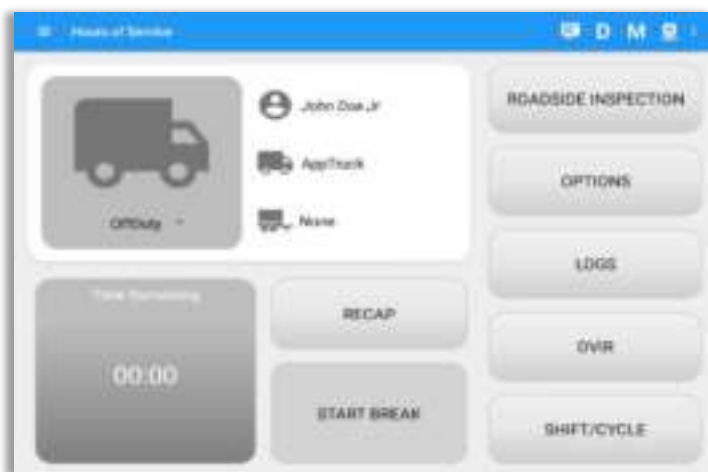 Hours of Service
D M
John Doe Jr
AppTruck
None
OffDuty
Time Remaining
00:00
RECAP
START BREAK
ROADSIDE INSPECTION
OPTIONS
LOGS
DVIR
SHIFT/CYCLE